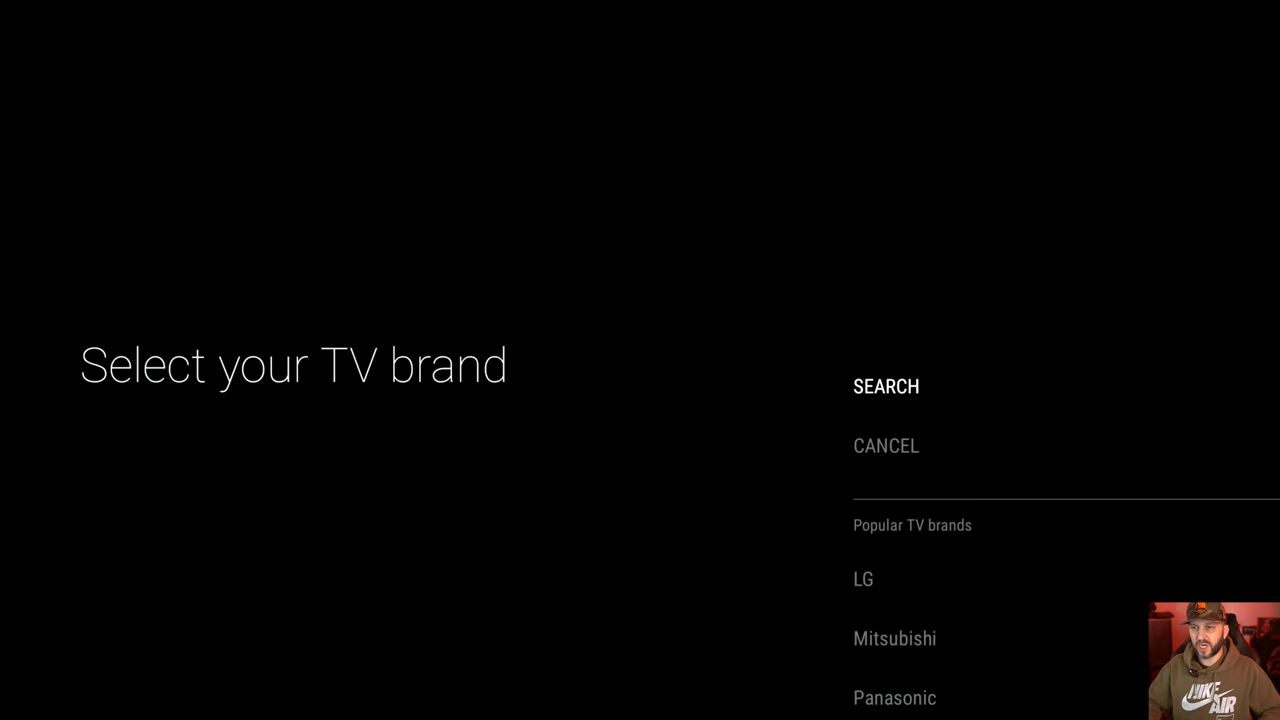 Select your TV brand
SEARCH
CANCEL
Popular TV brands
LG
Mitsubishi
Panasonic
NIKE
AIR